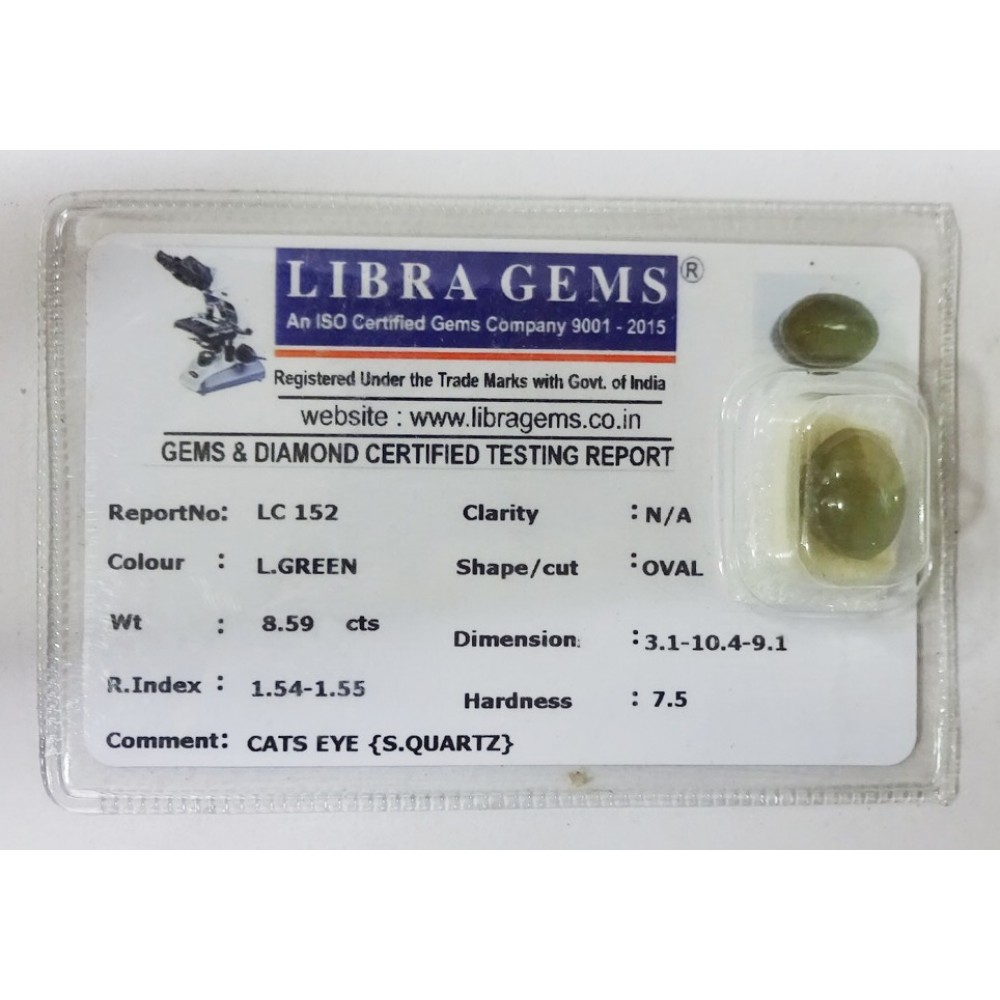 LIBRA GEMS ®
An ISO Certified Gems Company 9001 - 2015
Registered Under the Trade Marks with Govt. of India
website : www.libragems.co.in
GEMS & DIAMOND CERTIFIED TESTING REPORT
ReportNo: LC 152 Clarity : N/A
Colour : L.GREEN Shape/cut : OVAL
Wt : 8.59 cts Dimension: : 3.1-10.4-9.1
R.Index : 1.54-1.55 Hardness : 7.5
Comment: CATS EYE {S.QUARTZ}